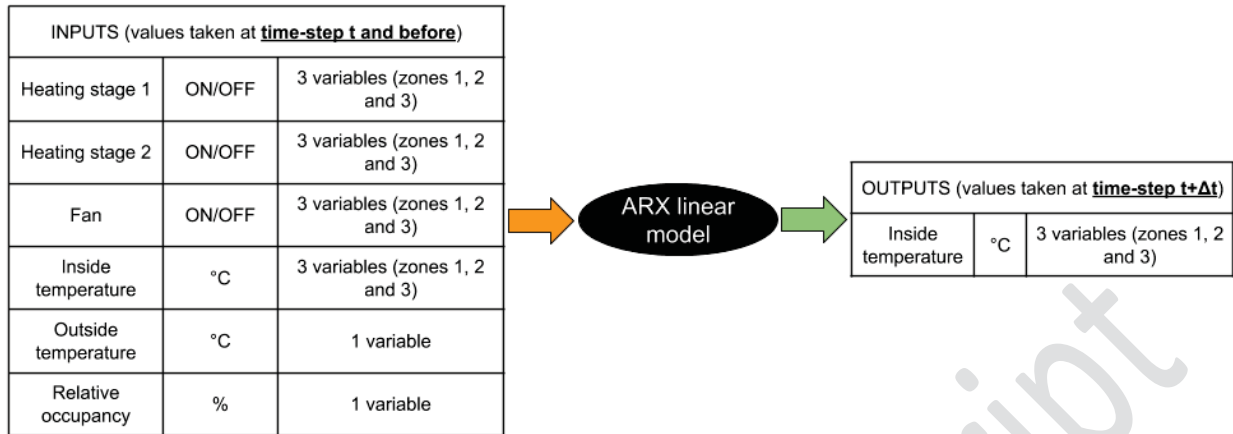 INPUTS (values taken at time-step t and before)
Heating stage 1
ON/OFF
3 variables (zones 1, 2
and 3)
Heating stage 2
ON/OFF
3 variables (zones 1, 2
and 3)
Fan
ON/OFF
3 variables (zones 1, 2
and 3)
Inside
temperature
°C
3 variables (zones 1, 2
and 3)
Outside
temperature
°C
1 variable
Relative
occupancy
%
1 variable
ARX linear
model
OUTPUTS (values taken at time-step t+Δt)
Inside
temperature
°C
3 variables (zones 1, 2
and 3)
ript